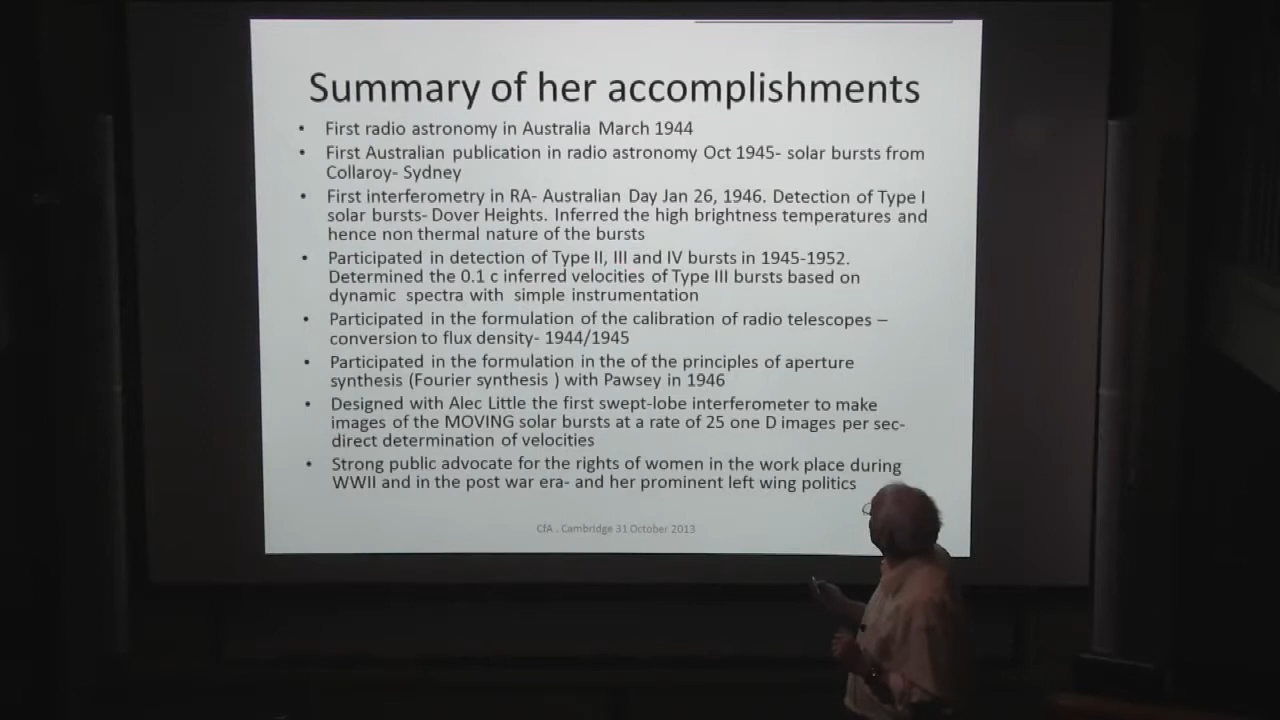 Summary of her accomplishments
• First radio astronomy in Australia March 1944
• First Australian publication in radio astronomy Oct 1945- solar bursts from
Collaroy- Sydney
• First interferometry in RA- Australian Day Jan 26, 1946. Detection of Type I
solar bursts- Dover Heights. Inferred the high brightness temperatures and
hence non thermal nature of the bursts
• Participated in detection of Type II, III and IV bursts in 1945-1952.
Determined the 0.1 c inferred velocities of Type III bursts based on
dynamic spectra with simple instrumentation
• Participated in the formulation of the calibration of radio telescopes –
conversion to flux density- 1944/1945
• Participated in the formulation in the of the principles of aperture
synthesis (Fourier synthesis ) with Pawsey in 1946
• Designed with Alec Little the first swept-lobe interferometer to make
images of the MOVING solar bursts at a rate of 25 one D images per sec-
direct determination of velocities
• Strong public advocate for the rights of women in the work place during
WWII and in the post war era- and her prominent left wing politics
CfA . Cambridge 31 October 2013